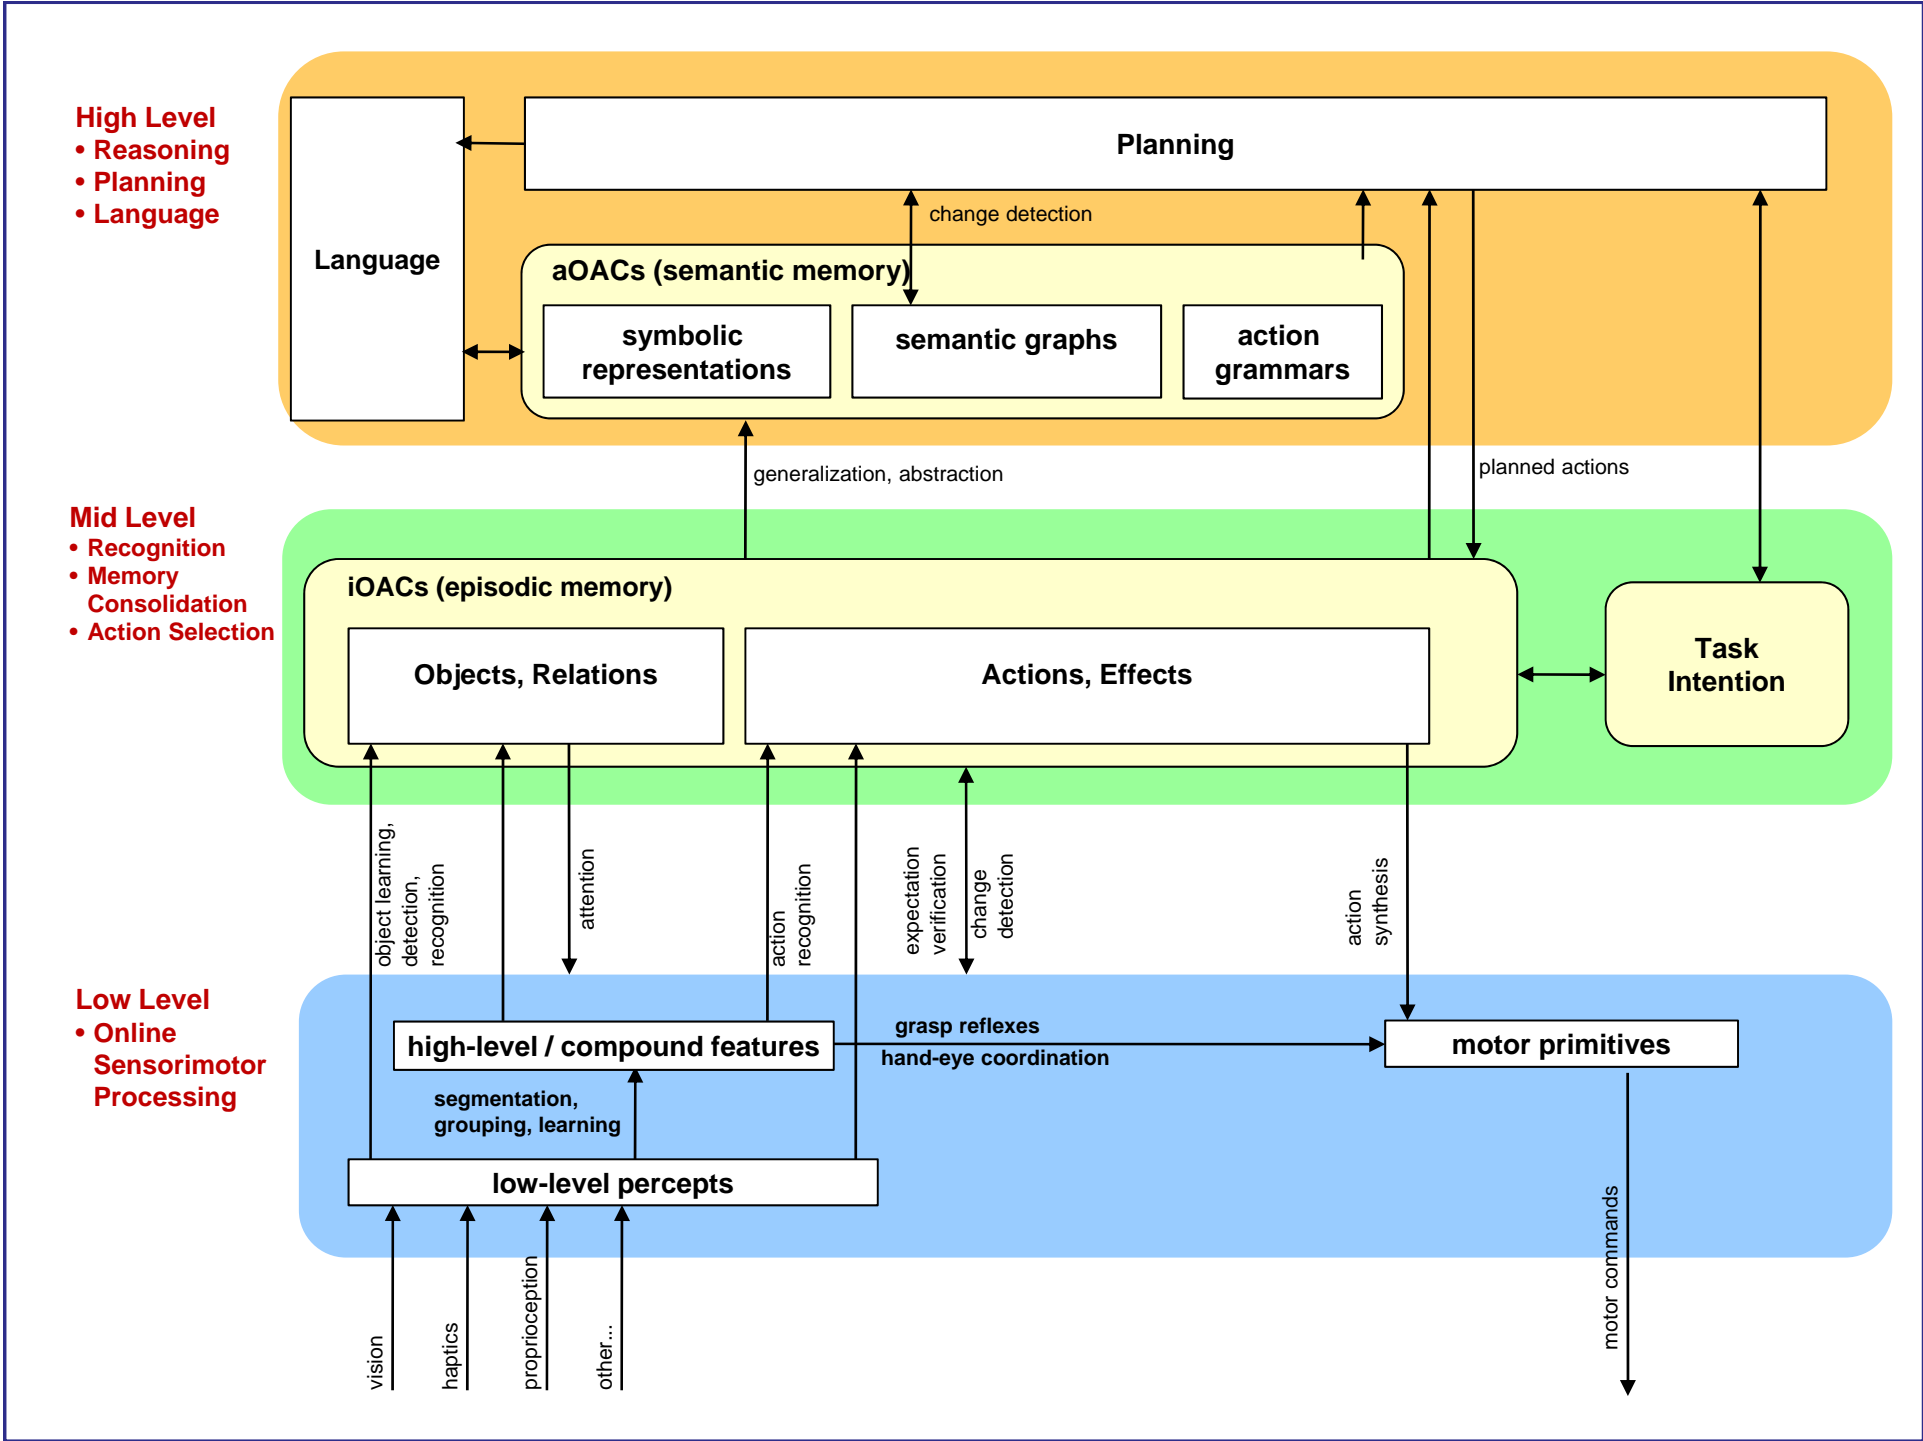 High Level
• Reasoning
• Planning
• Language
Language
Planning
change detection
aOACs (semantic memory)
symbolic
representations
semantic graphs
action
grammars
generalization, abstraction
planned actions
Mid Level
• Recognition
• Memory
Consolidation
• Action Selection
iOACs (episodic memory)
Objects, Relations
Actions, Effects
Task
Intention
object learning,
detection,
recognition
attention
action
recognition
expectation
verification
change
detection
action
synthesis
Low Level
• Online
Sensorimotor
Processing
high-level / compound features
grasp reflexes
hand-eye coordination
motor primitives
segmentation,
grouping, learning
low-level percepts
vision
haptics
proprioception
other...
motor commands